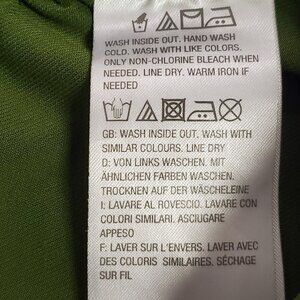 WASH INSIDE OUT. HAND WASH
COLD. WASH WITH LIKE COLORS.
ONLY NON-CHLORINE BLEACH WHEN
NEEDED. LINE DRY. WARM IRON IF
NEEDED
GB: WASH INSIDE OUT. WASH WITH
SIMILAR COLOURS. LINE DRY
D: VON LINKS WASCHEN. MIT
ÄHNLICHEN FARBEN WASCHEN.
TROCKNEN AUF DER WÄSCHELEINE
I: LAVARE AL ROVESCIO. LAVARE CON
COLORI SIMILARI. ASCIUGARE
APPESO
F: LAVER SUR L'ENVERS. LAVER AVEC
DES COLORIS SIMILAIRES. SÉCHAGE
SUR FIL